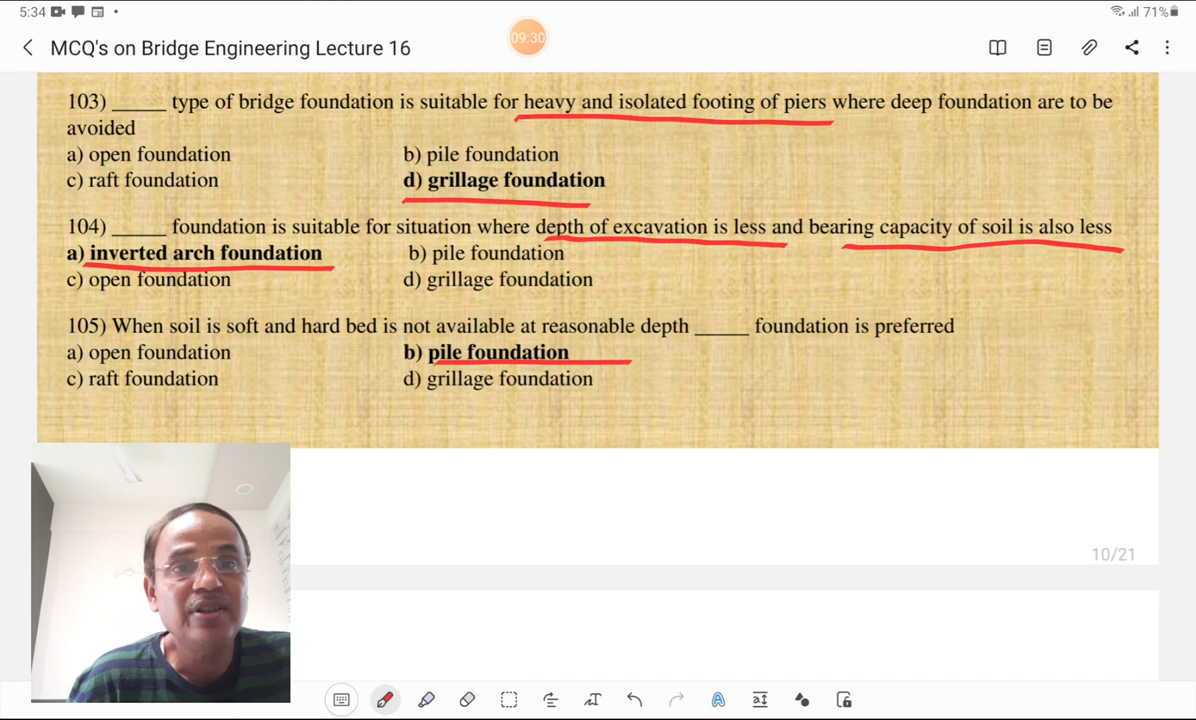 5:34
71%
09:30
MCQ's on Bridge Engineering Lecture 16
103) _____ type of bridge foundation is suitable for heavy and isolated footing of piers where deep foundation are to be
avoided
a) open foundation b) pile foundation
c) raft foundation d) grillage foundation
104) _____ foundation is suitable for situation where depth of excavation is less and bearing capacity of soil is also less
a) inverted arch foundation b) pile foundation
c) open foundation d) grillage foundation
105) When soil is soft and hard bed is not available at reasonable depth _____ foundation is preferred
a) open foundation b) pile foundation
c) raft foundation d) grillage foundation
10/21